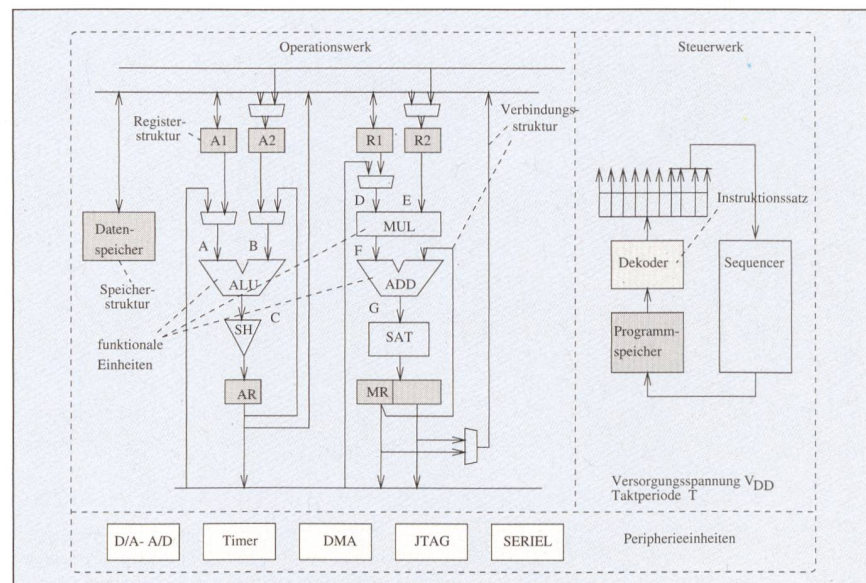 Operationswerk
Steuerwerk
Register-
struktur
A1
A2
R1
R2
Verbindungs-
struktur
D
E
Instruktionssatz
Daten-
speicher
A
B
MUL
F
Speicher-
struktur
ALU
ADD
Dekoder
Sequencer
C
G
SH
SAT
funktionale
Einheiten
Programm-
speicher
AR
MR
Versorgungsspannung VDD
Taktperiode T
D/A- A/D
Timer
DMA
JTAG
SERIEL
Peripherieeinheiten